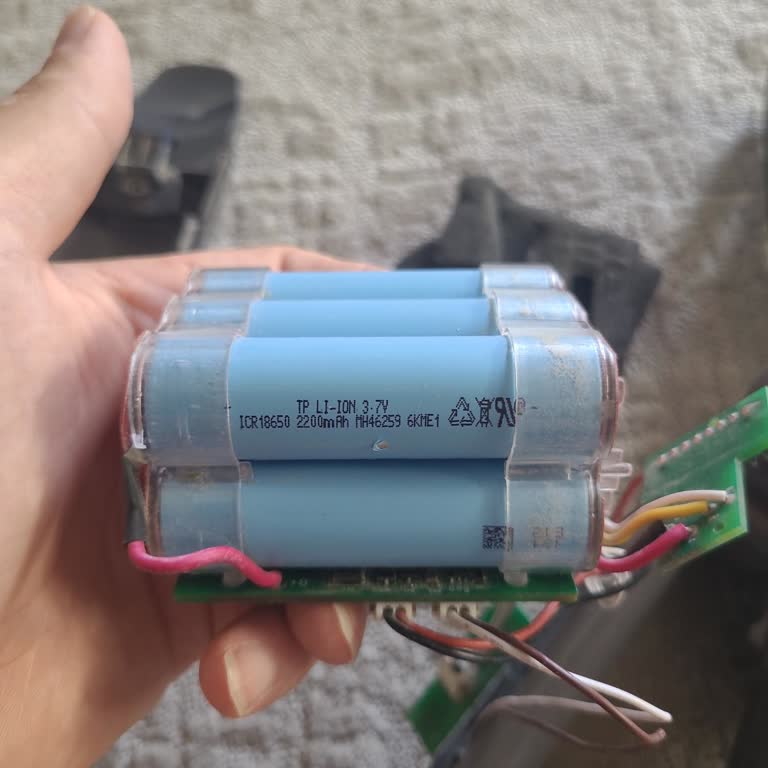 TP LI-ION 3.7V
ICR18650 2200mAh MH46259 6KME1